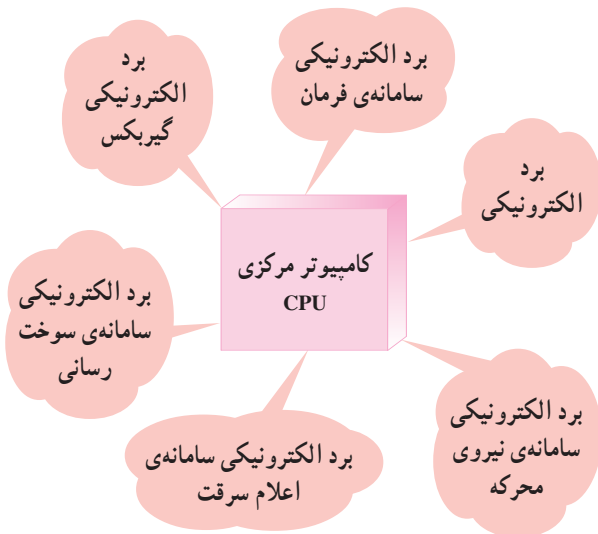 برد الکترونیکی
سامانه‌ی فرمان
برد
الکترونیکی
گیربکس
برد
الکترونیکی
کامپیوتر مرکزی
CPU
برد الکترونیکی
سامانه‌ی سوخت
رسانی
برد الکترونیکی
سامانه‌ی نیروی
محرکه
برد الکترونیکی سامانه‌ی
اعلام سرقت